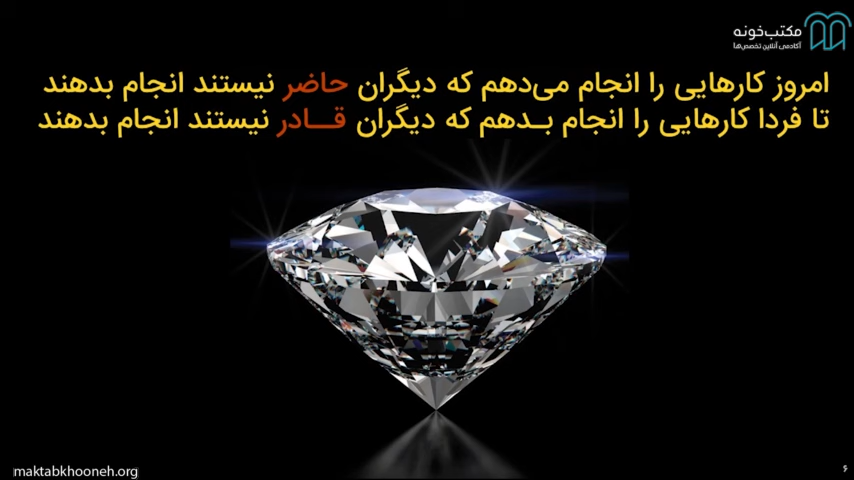 مکتب‌خونه
آکادمی آنلاین تخصص‌ها
امروز کارهایی را انجام می‌دهم که دیگران حاضر نیستند انجام بدهند
تا فردا کارهایی را انجام بـدهم که دیگران قــادر نیستند انجام بدهند
maktabkhooneh.org
۶